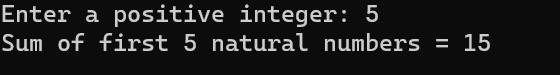 Enter a positive integer: 5
Sum of first 5 natural numbers = 15